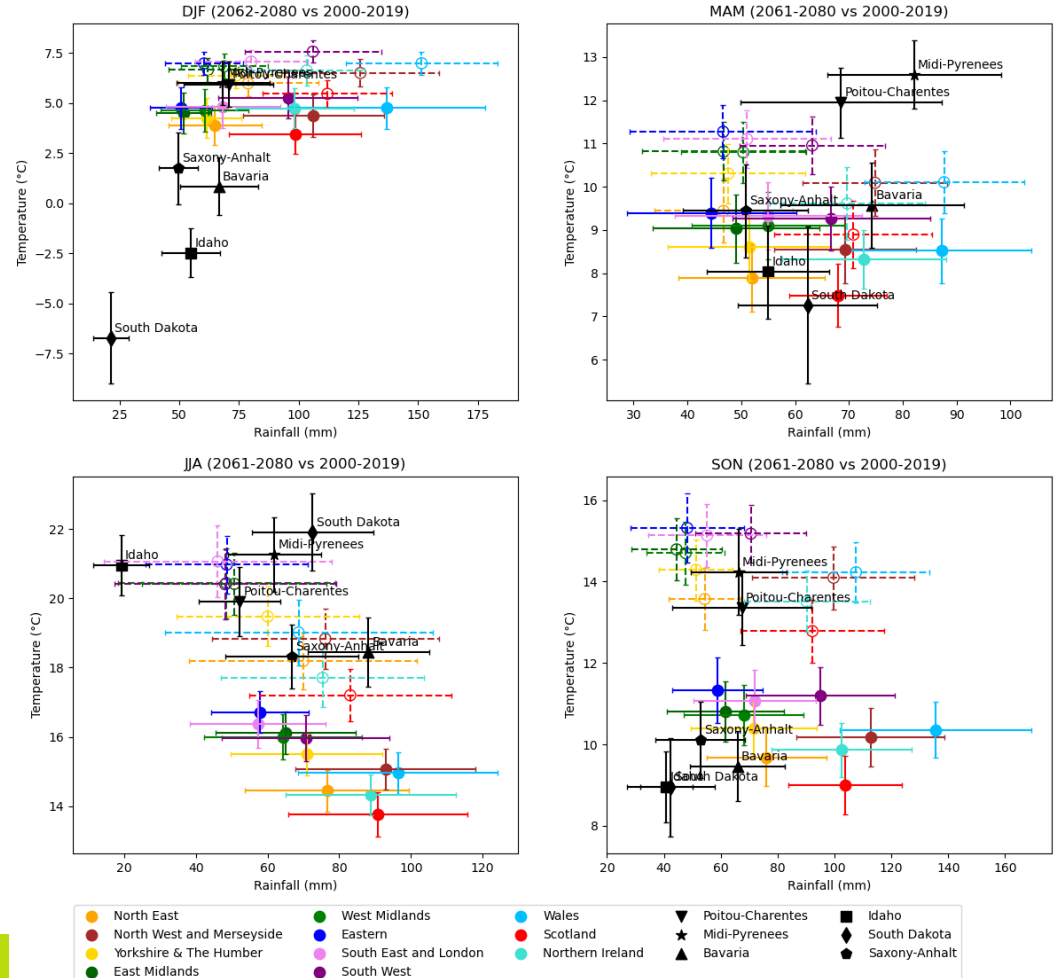 DJF (2062-2080 vs 2000-2019)
MAM (2061-2080 vs 2000-2019)
Temperature (°C)
7.5
5.0
2.5
0.0
−2.5
−5.0
−7.5
Poitou-Charentes
Saxony-Anhalt
Bavaria
Idaho
South Dakota
25
50
75
100
125
150
175
Rainfall (mm)
Temperature (°C)
13
12
11
10
9
8
7
6
Midi-Pyrenees
Poitou-Charentes
Saxony-Anhalt
Bavaria
Idaho
South Dakota
30
40
50
60
70
80
90
100
Rainfall (mm)
JJA (2061-2080 vs 2000-2019)
SON (2061-2080 vs 2000-2019)
Temperature (°C)
22
20
18
16
14
South Dakota
Idaho
Midi-Pyrenees
Poitou-Charentes
Saxony-Anhalt
Bavaria
20
40
60
80
100
120
Rainfall (mm)
Temperature (°C)
16
14
12
10
8
Midi-Pyrenees
Poitou-Charentes
Saxony-Anhalt
Bavaria
Idaho
South Dakota
20
40
60
80
100
120
140
160
Rainfall (mm)
North East
North West and Merseyside
Yorkshire & The Humber
East Midlands
West Midlands
Eastern
South East and London
South West
Wales
Scotland
Northern Ireland
Poitou-Charentes
Midi-Pyrenees
Bavaria
Idaho
South Dakota
Saxony-Anhalt